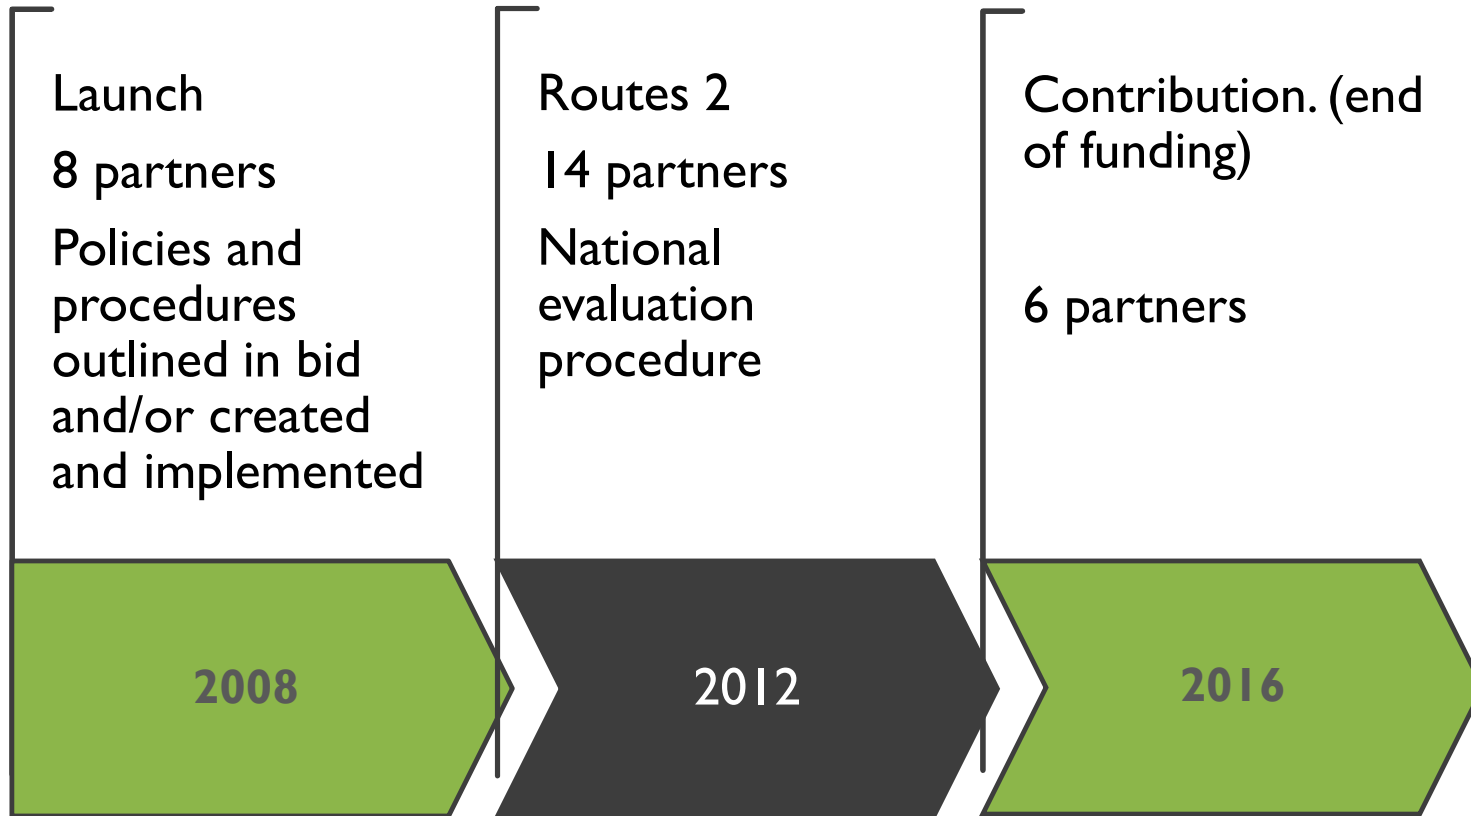 Launch
8 partners
Policies and
procedures
outlined in bid
and/or created
and implemented
Routes 2
14 partners
National
evaluation
procedure
Contribution. (end
of funding)
6 partners
2008
2012
2016